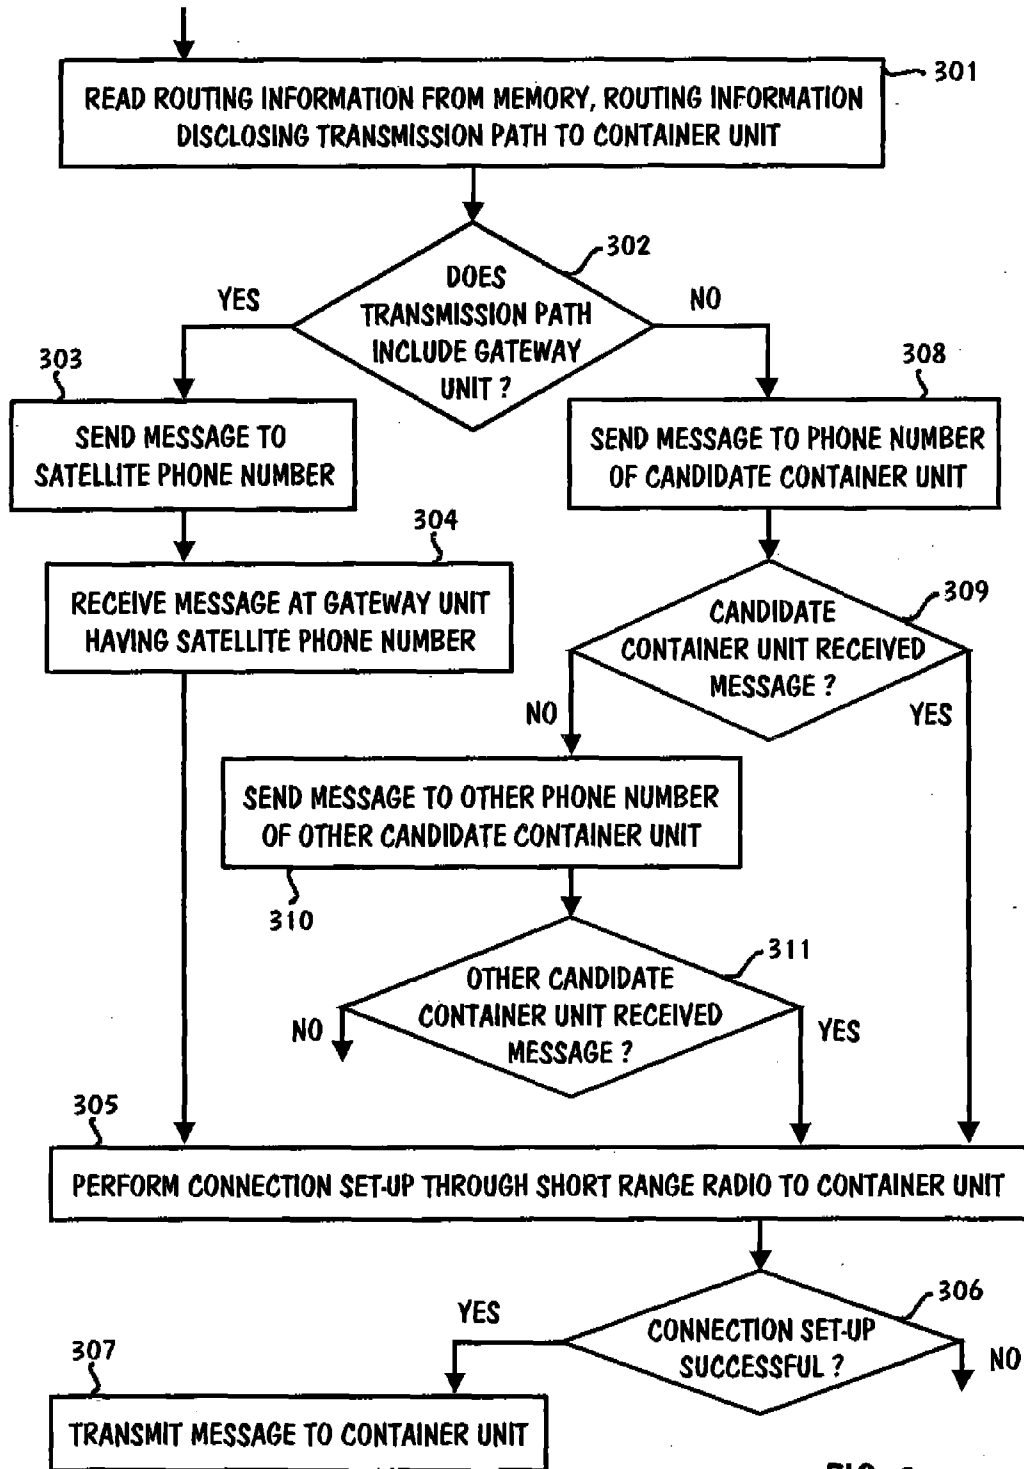 301
READ ROUTING INFORMATION FROM MEMORY, ROUTING INFORMATION
DISCLOSING TRANSMISSION PATH TO CONTAINER UNIT
302
DOES
TRANSMISSION PATH
INCLUDE GATEWAY
UNIT ?
YES
NO
303
SEND MESSAGE TO
SATELLITE PHONE NUMBER
308
SEND MESSAGE TO PHONE NUMBER
OF CANDIDATE CONTAINER UNIT
304
RECEIVE MESSAGE AT GATEWAY UNIT
HAVING SATELLITE PHONE NUMBER
309
CANDIDATE
CONTAINER UNIT RECEIVED
MESSAGE ?
NO
YES
SEND MESSAGE TO OTHER PHONE NUMBER
OF OTHER CANDIDATE CONTAINER UNIT
310
311
OTHER CANDIDATE
CONTAINER UNIT RECEIVED
MESSAGE ?
NO
YES
305
PERFORM CONNECTION SET-UP THROUGH SHORT RANGE RADIO TO CONTAINER UNIT
306
CONNECTION SET-UP
SUCCESSFUL ?
YES
NO
307
TRANSMIT MESSAGE TO CONTAINER UNIT